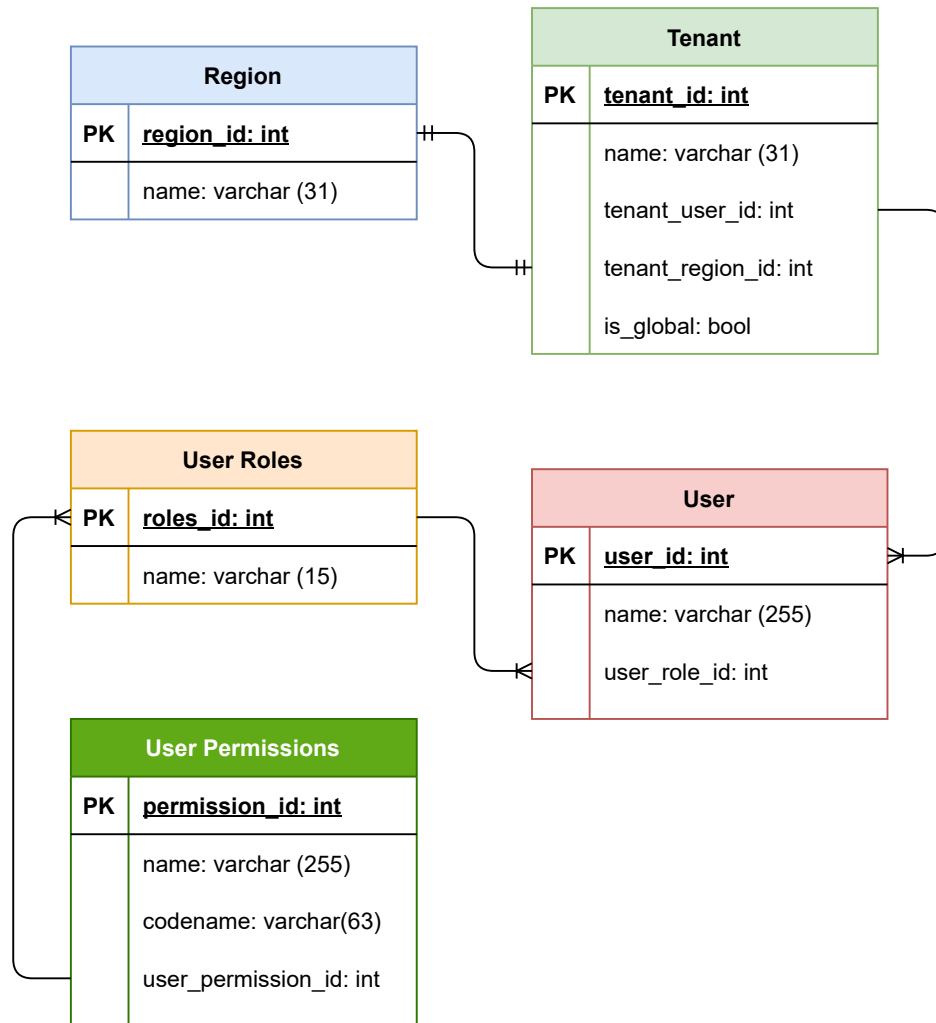 Region
PK region_id: int
name: varchar (31)
Tenant
PK tenant_id: int
name: varchar (31)
tenant_user_id: int
tenant_region_id: int
is_global: bool
User Roles
PK roles_id: int
name: varchar (15)
User
PK user_id: int
name: varchar (255)
user_role_id: int
User Permissions
PK permission_id: int
name: varchar (255)
codename: varchar(63)
user_permission_id: int